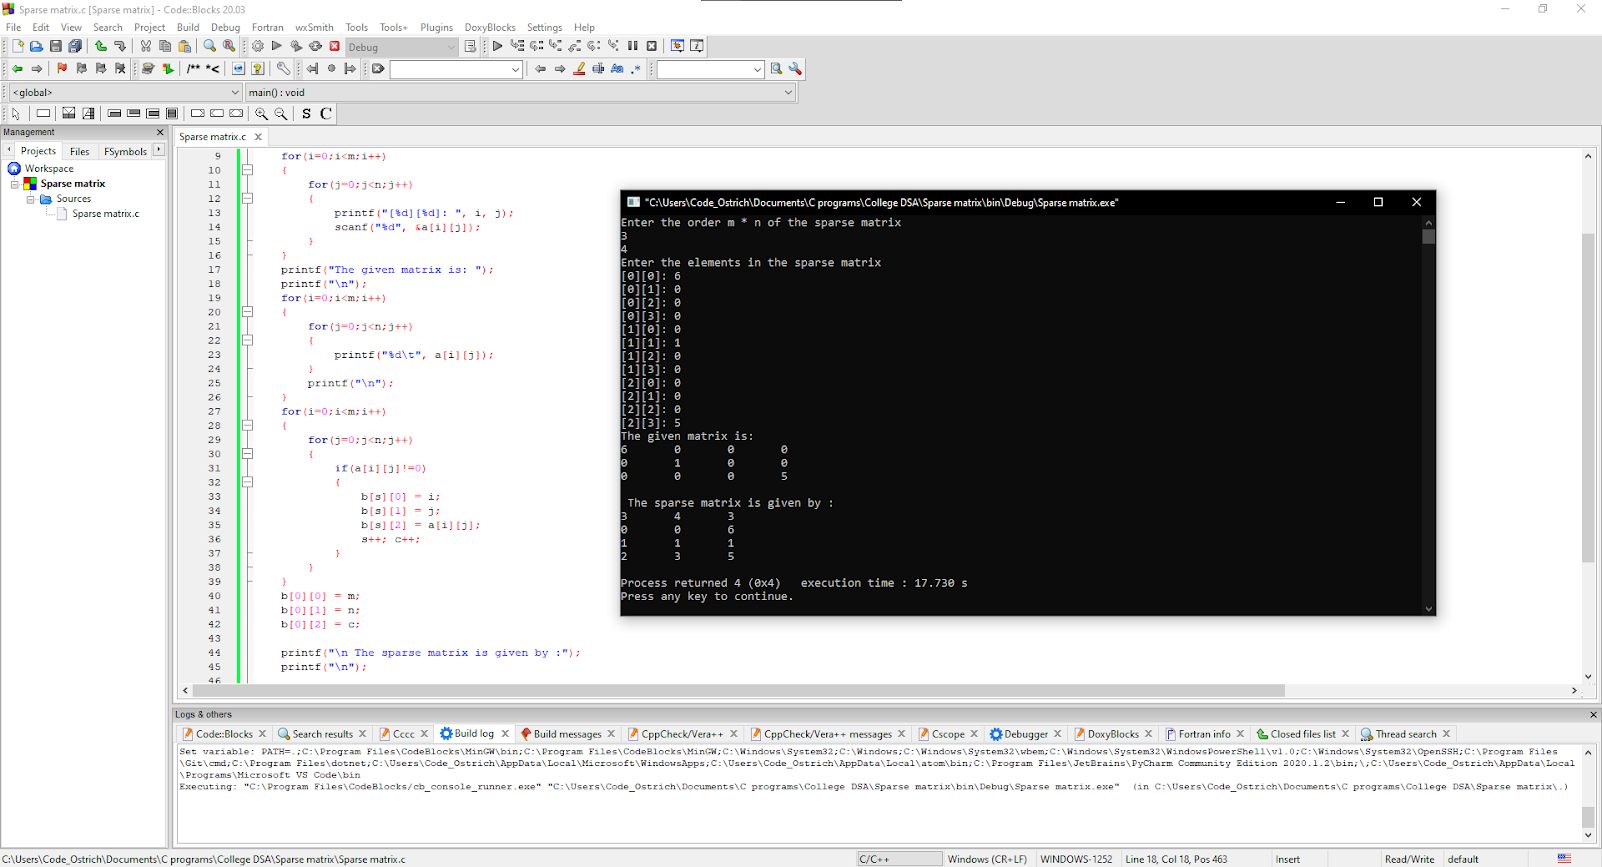 Sparse matrix.c [Sparse matrix] - Code::Blocks 20.03
File Edit View Search Project Build Debug Fortran wxSmith Tools Tools+ Plugins DoxyBlocks Settings Help
Debug
/** *<
<global> main() : void
S C
Management
Projects Files FSymbols
Workspace
Sparse matrix
Sources
Sparse matrix.c
Sparse matrix.c
9 for(i=0;i<m;i++)
10 {
11 for(j=0;j<n;j++)
12 {
13 printf("[%d][%d]: ", i, j);
14 scanf("%d", &a[i][j]);
15 }
16 }
17 printf("The given matrix is: ");
18 printf("\n");
19 for(i=0;i<m;i++)
20 {
21 for(j=0;j<n;j++)
22 {
23 printf("%d\t", a[i][j]);
24 }
25 printf("\n");
26 }
27 for(i=0;i<m;i++)
28 {
29 for(j=0;j<n;j++)
30 {
31 if(a[i][j]!=0)
32 {
33 b[s][0] = i;
34 b[s][1] = j;
35 b[s][2] = a[i][j];
36 s++; c++;
37 }
38 }
39 }
40 b[0][0] = m;
41 b[0][1] = n;
42 b[0][2] = c;
43
44 printf("\n The sparse matrix is given by :");
45 printf("\n");
46
"C:\Users\Code_Ostrich\Documents\C programs\College DSA\Sparse matrix\bin\Debug\Sparse matrix.exe"
Enter the order m * n of the sparse matrix
3
4
Enter the elements in the sparse matrix
[0][0]: 6
[0][1]: 0
[0][2]: 0
[0][3]: 0
[1][0]: 0
[1][1]: 1
[1][2]: 0
[1][3]: 0
[2][0]: 0
[2][1]: 0
[2][2]: 0
[2][3]: 5
The given matrix is:
6 0 0 0
0 1 0 0
0 0 0 5
The sparse matrix is given by :
3 4 3
0 0 6
1 1 1
2 3 5
Process returned 4 (0x4) execution time : 17.730 s
Press any key to continue.
Logs & others
Code::Blocks Search results Cccc Build log Build messages CppCheck/Vera++ CppCheck/Vera++ messages Cscope Debugger DoxyBlocks Fortran info Closed files list Thread search
Set variable: PATH=.;C:\Program Files\CodeBlocks\MinGW\bin;C:\Program Files\CodeBlocks\MinGW;C:\Windows\System32;C:\Windows;C:\Windows\System32\wbem;C:\Windows\System32\WindowsPowerShell\v1.0;C:\Windows\System32\OpenSSH;C:\Program Files
\Git\cmd;C:\Program Files\dotnet;C:\Users\Code_Ostrich\AppData\Local\Microsoft\WindowsApps;C:\Users\Code_Ostrich\AppData\Local\atom\bin;C:\Program Files\JetBrains\PyCharm Community Edition 2020.1.2\bin;\;C:\Users\Code_Ostrich\AppData\Local
\Programs\Microsoft VS Code\bin
Executing: "C:\Program Files\CodeBlocks/cb_console_runner.exe" "C:\Users\Code_Ostrich\Documents\C programs\College DSA\Sparse matrix\bin\Debug\Sparse matrix.exe" (in C:\Users\Code_Ostrich\Documents\C programs\College DSA\Sparse matrix\.)
C:\Users\Code_Ostrich\Documents\C programs\College DSA\Sparse matrix\Sparse matrix.c C/C++ Windows (CR+LF) WINDOWS-1252 Line 18, Col 18, Pos 463 Insert Read/Write default